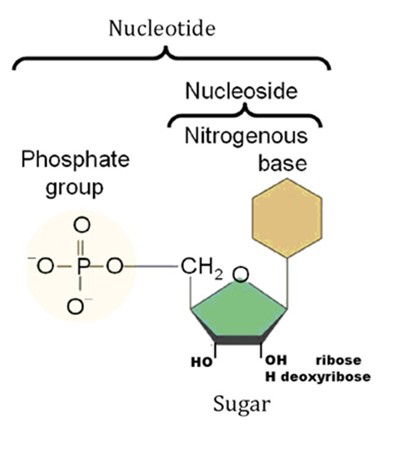 Nucleotide
Nucleoside
Nitrogenous
base
Phosphate
group
O
⁻O–P–O
O⁻
CH₂
O
HO
OH ribose
H deoxyribose
Sugar